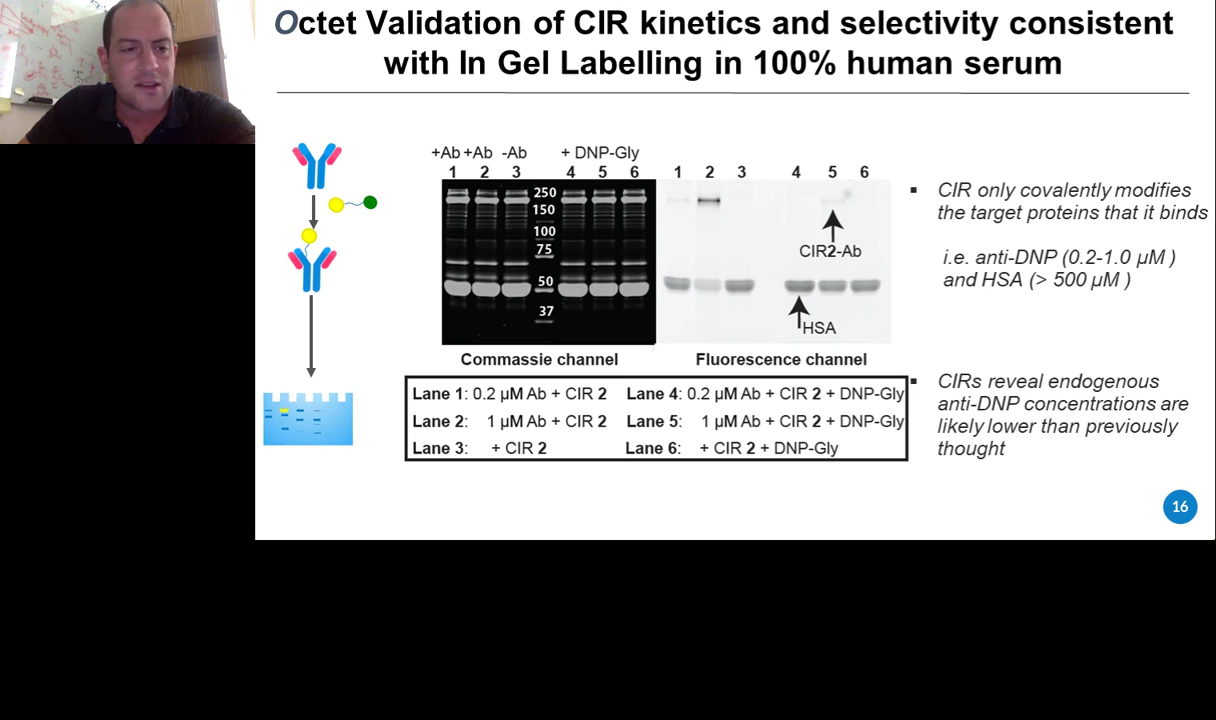 Octet Validation of CIR kinetics and selectivity consistent
with In Gel Labelling in 100% human serum
+Ab +Ab -Ab + DNP-Gly
1 2 3 4 5 6
1 2 3 4 5 6
250
150
100
75
50
37
CIR2-Ab
HSA
Commassie channel
Fluorescence channel
Lane 1: 0.2 µM Ab + CIR 2 Lane 4: 0.2 µM Ab + CIR 2 + DNP-Gly
Lane 2: 1 µM Ab + CIR 2 Lane 5: 1 µM Ab + CIR 2 + DNP-Gly
Lane 3: + CIR 2 Lane 6: + CIR 2 + DNP-Gly
▪ CIR only covalently modifies
the target proteins that it binds
i.e. anti-DNP (0.2-1.0 µM )
and HSA (> 500 µM )
▪ CIRs reveal endogenous
anti-DNP concentrations are
likely lower than previously
thought
16